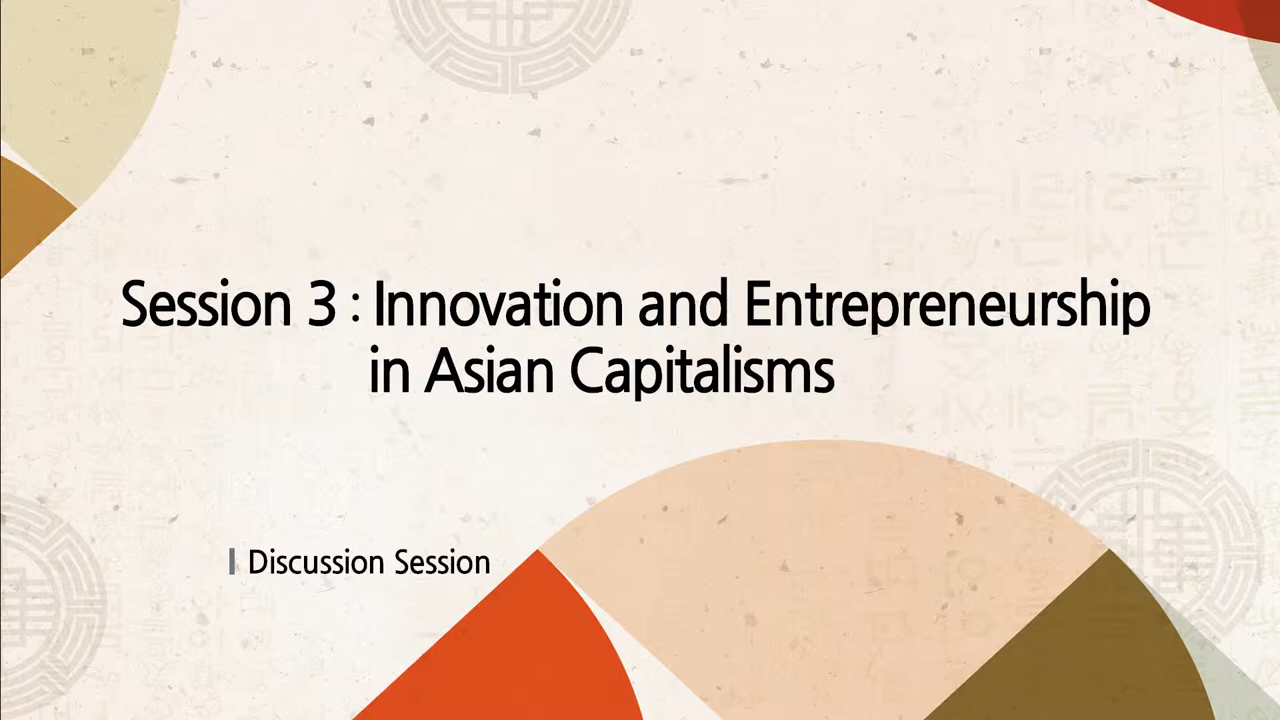 Session 3 : Innovation and Entrepreneurship
in Asian Capitalisms
Discussion Session